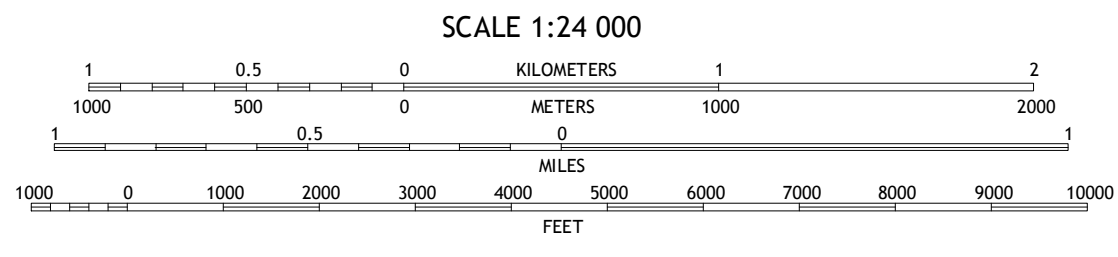 SCALE 1:24 000
1 0.5 0 KILOMETERS 1 2
1000 500 0 METERS 1000 2000
1 0.5 0 1
MILES
1000 0 1000 2000 3000 4000 5000 6000 7000 8000 9000 10000
FEET